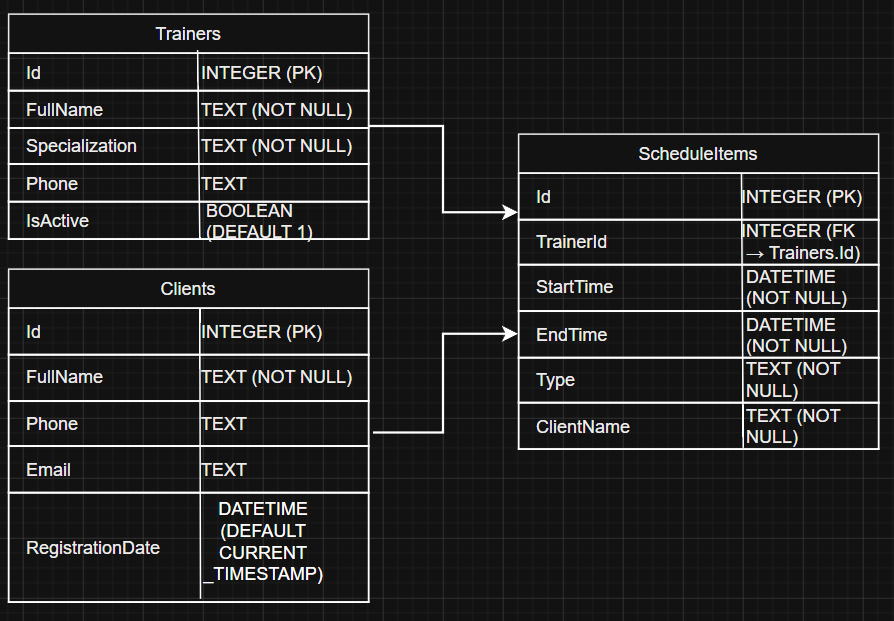 Trainers
Id
INTEGER (PK)
FullName
TEXT (NOT NULL)
Specialization
TEXT (NOT NULL)
Phone
TEXT
IsActive
BOOLEAN
(DEFAULT 1)
Clients
Id
INTEGER (PK)
FullName
TEXT (NOT NULL)
Phone
TEXT
Email
TEXT
RegistrationDate
DATETIME
(DEFAULT
CURRENT
_TIMESTAMP)
ScheduleItems
Id
INTEGER (PK)
TrainerId
INTEGER (FK
→ Trainers.Id)
StartTime
DATETIME
(NOT NULL)
EndTime
DATETIME
(NOT NULL)
Type
TEXT (NOT
NULL)
ClientName
TEXT (NOT
NULL)